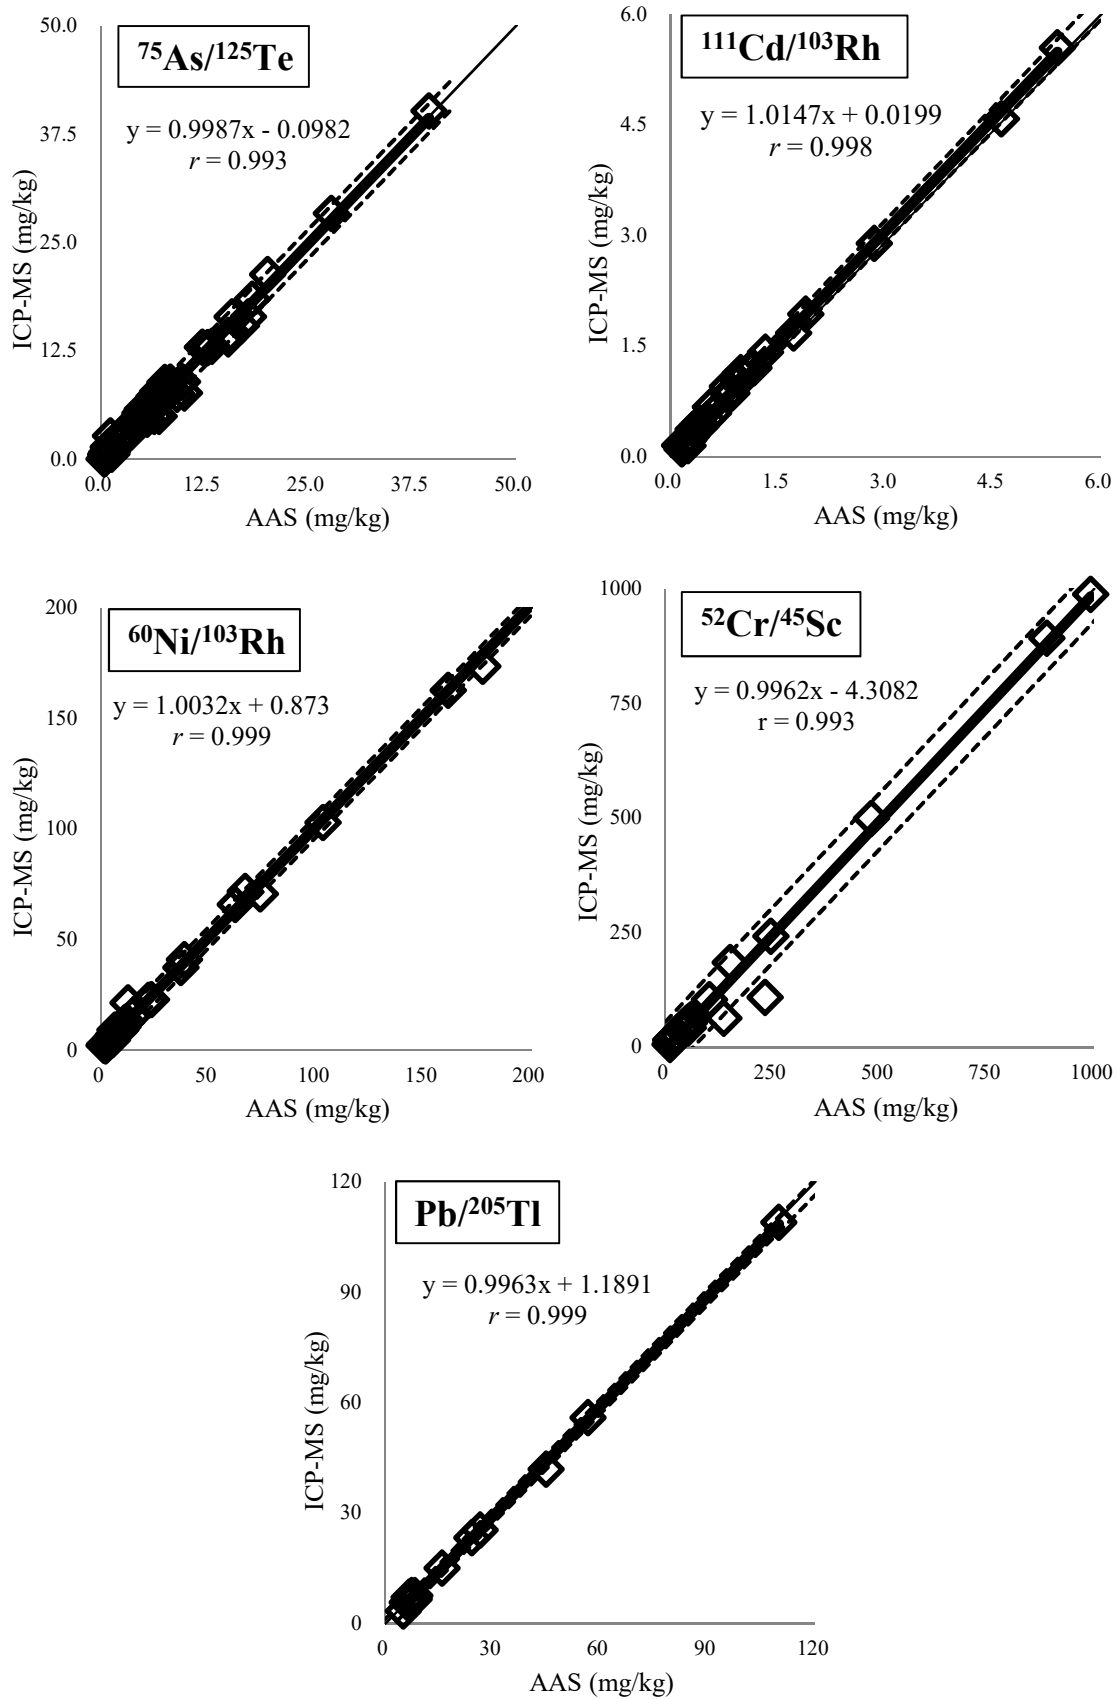 ⁷⁵As/¹²⁵Te
y = 0.9987x - 0.0982
r = 0.993
ICP-MS (mg/kg)
50.0
37.5
25.0
12.5
0.0
0.0 12.5 25.0 37.5 50.0
AAS (mg/kg)
¹¹¹Cd/¹⁰³Rh
y = 1.0147x + 0.0199
r = 0.998
ICP-MS (mg/kg)
6.0
4.5
3.0
1.5
0.0
0.0 1.5 3.0 4.5 6.0
AAS (mg/kg)
⁶⁰Ni/¹⁰³Rh
y = 1.0032x + 0.873
r = 0.999
ICP-MS (mg/kg)
200
150
100
50
0
0 50 100 150 200
AAS (mg/kg)
⁵²Cr/⁴⁵Sc
y = 0.9962x - 4.3082
r = 0.993
ICP-MS (mg/kg)
1000
750
500
250
0
0 250 500 750 1000
AAS (mg/kg)
Pb/²⁰⁵Tl
y = 0.9963x + 1.1891
r = 0.999
ICP-MS (mg/kg)
120
90
60
30
0
0 30 60 90 120
AAS (mg/kg)